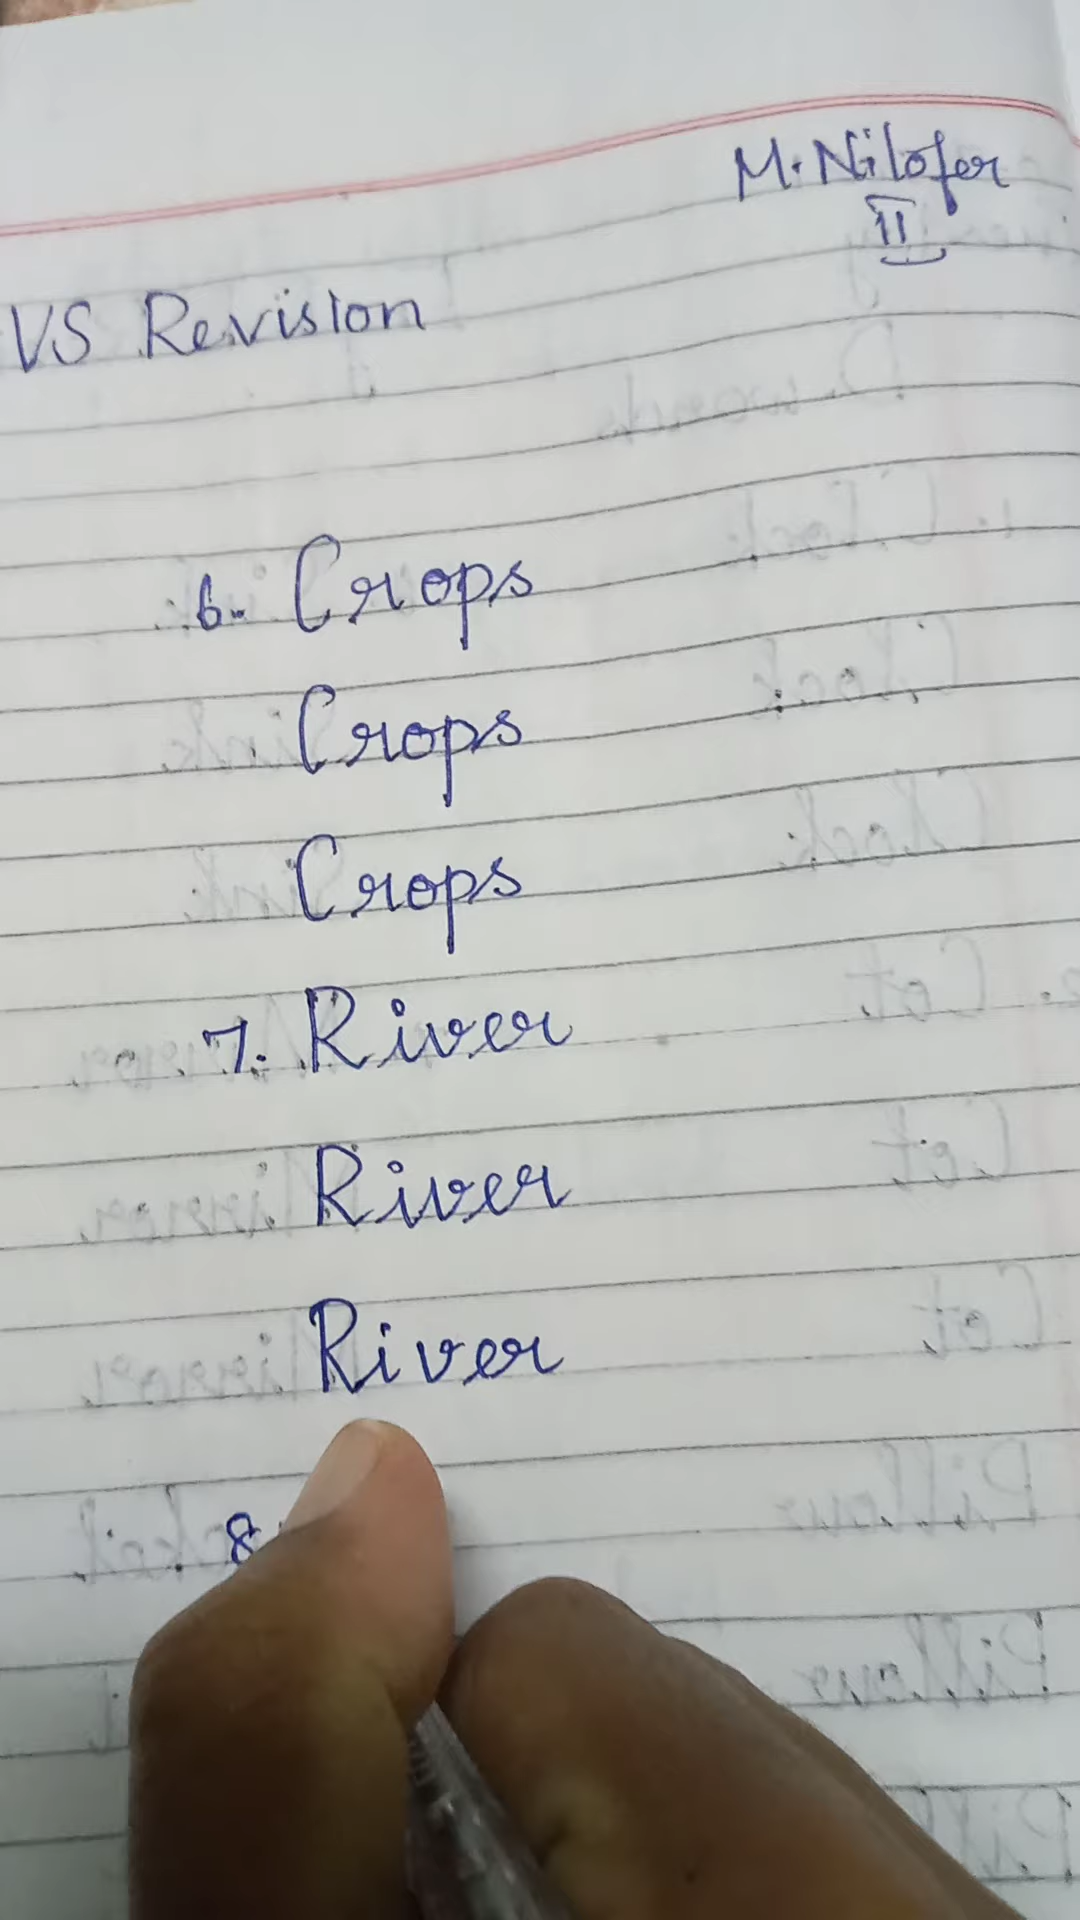 M. Nilofer
II
VS Revision
6. Crops
Crops
Crops
7. River
River
River
8